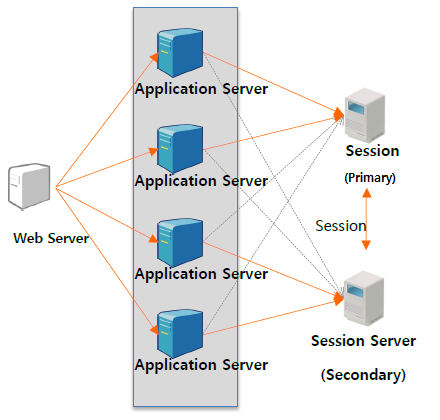 Application Server
Application Server
Session
(Primary)
Session
Web Server
Application Server
Session Server
Application Server
(Secondary)